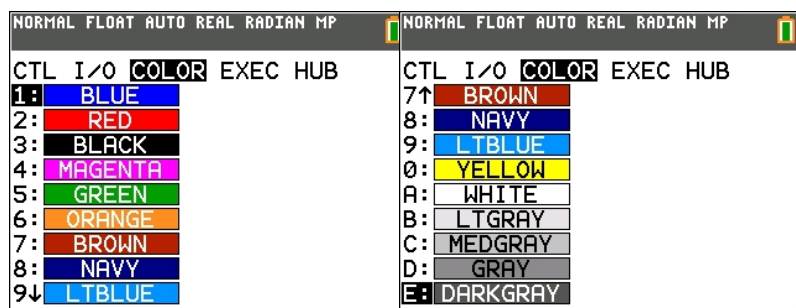 NORMAL FLOAT AUTO REAL RADIAN MP
CTL I/O COLOR EXEC HUB
1: BLUE
2: RED
3: BLACK
4: MAGENTA
5: GREEN
6: ORANGE
7: BROWN
8: NAVY
9↓ LTBLUE
NORMAL FLOAT AUTO REAL RADIAN MP
CTL I/O COLOR EXEC HUB
7↑ BROWN
8: NAVY
9: LTBLUE
0: YELLOW
A: WHITE
B: LTGRAY
C: MEDGRAY
D: GRAY
E: DARKGRAY